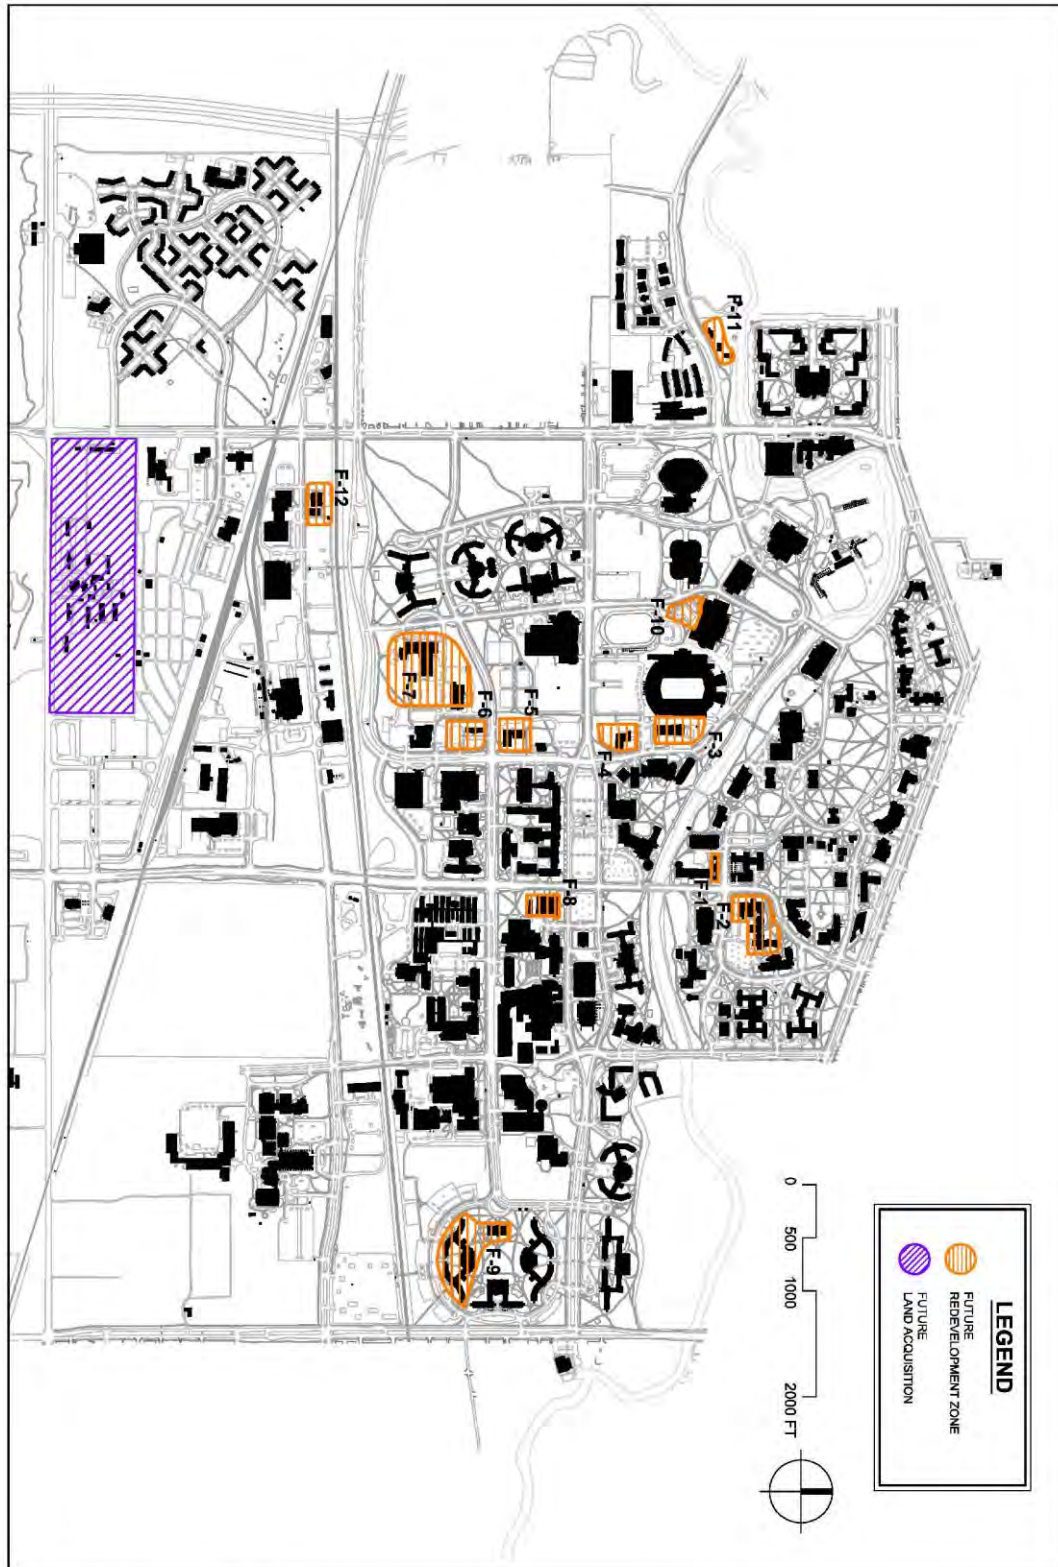 LEGEND
FUTURE
REDEVELOPMENT ZONE
FUTURE
LAND ACQUISITION
0
500
1000
2000 FT
F-11
F-12
F-10
F-7
F-6
F-5
F-4
F-3
F-1
F-2
F-8
F-9